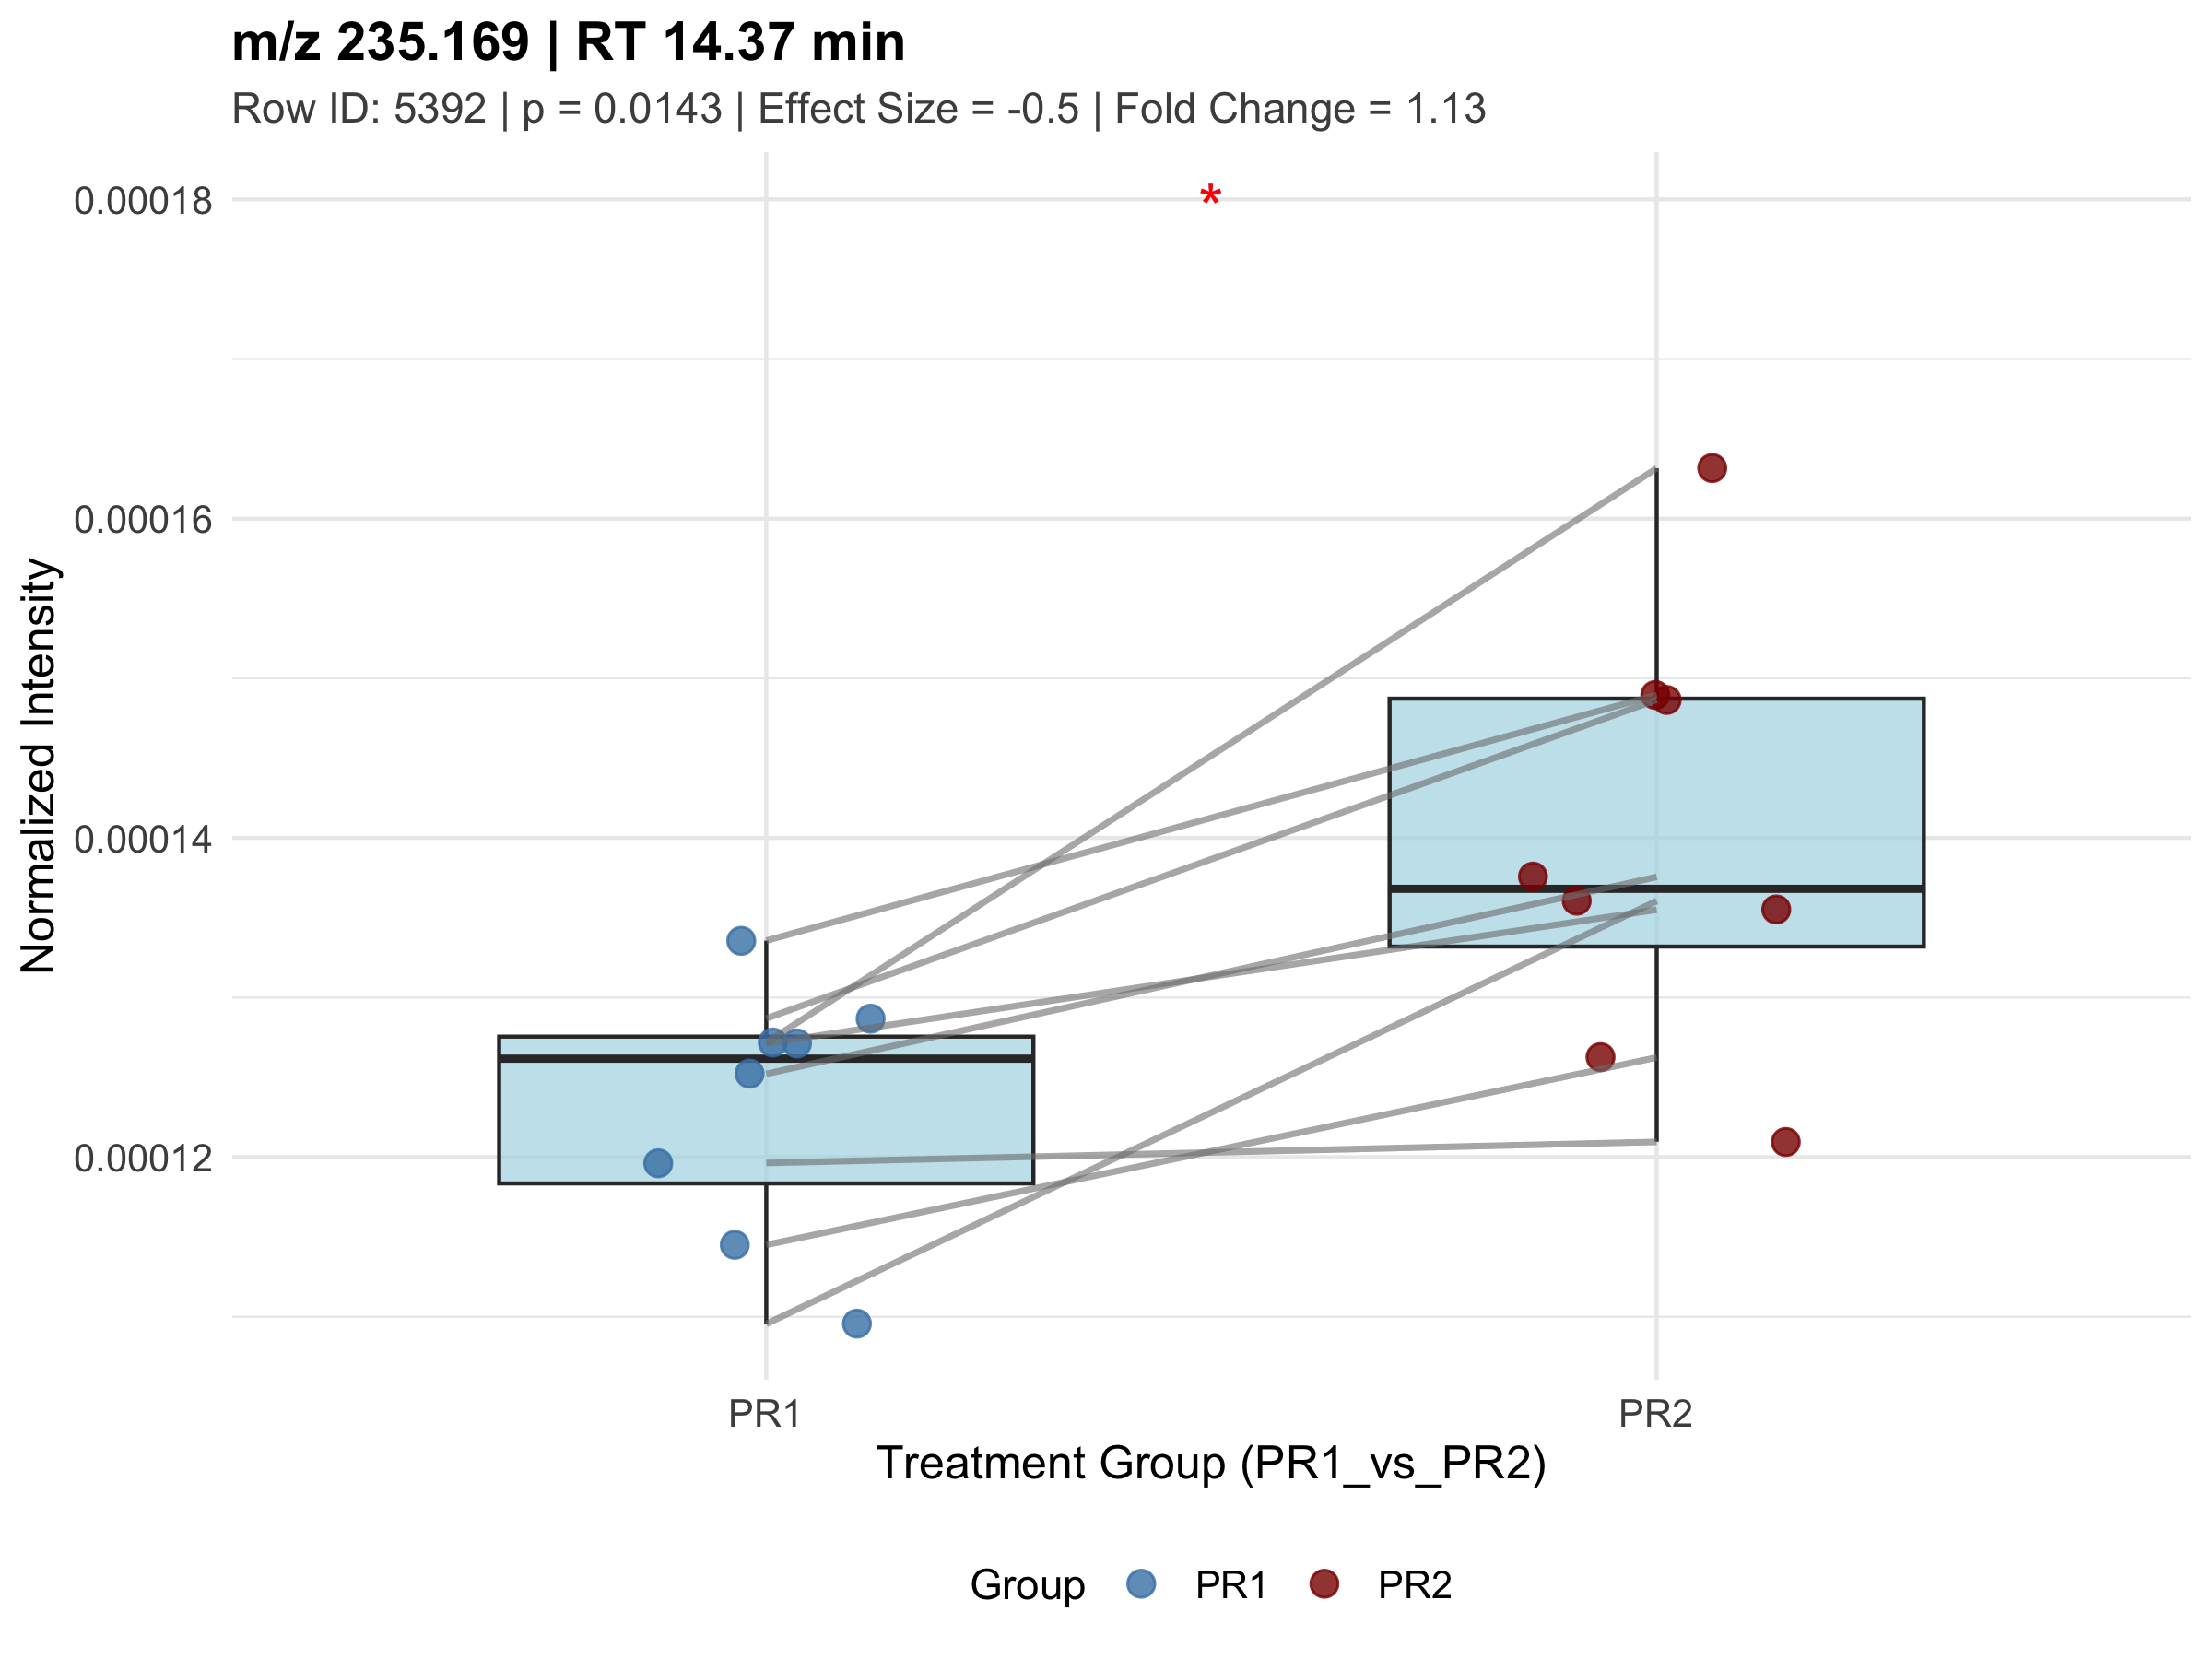 m/z 235.169 | RT 14.37 min
Row ID: 5392 | p = 0.0143 | Effect Size = -0.5 | Fold Change = 1.13
*
Normalized Intensity
0.00018
0.00016
0.00014
0.00012
PR1 PR2
Treatment Group (PR1_vs_PR2)
Group PR1 PR2